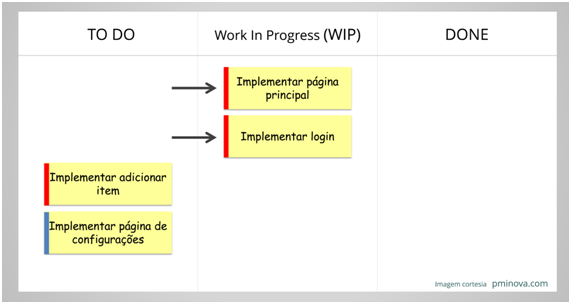 TO DO
Work In Progress (WIP)
DONE
Implementar página
principal
Implementar login
Implementar adicionar
item
Implementar página de
configurações
Imagem cortesia pminova.com